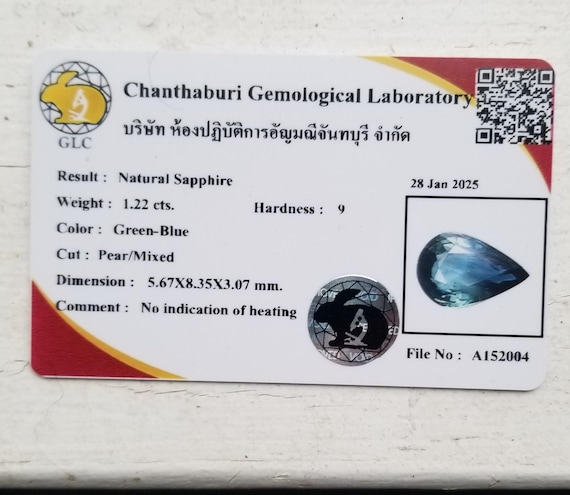 Chanthaburi Gemological Laboratory
บริษัท ห้องปฏิบัติการอัญมณีจันทบุรี จำกัด
GLC
Result : Natural Sapphire
28 Jan 2025
Weight : 1.22 cts.
Hardness : 9
Color : Green-Blue
Cut : Pear/Mixed
Dimension : 5.67X8.35X3.07 mm.
Comment : No indication of heating
File No : A152004